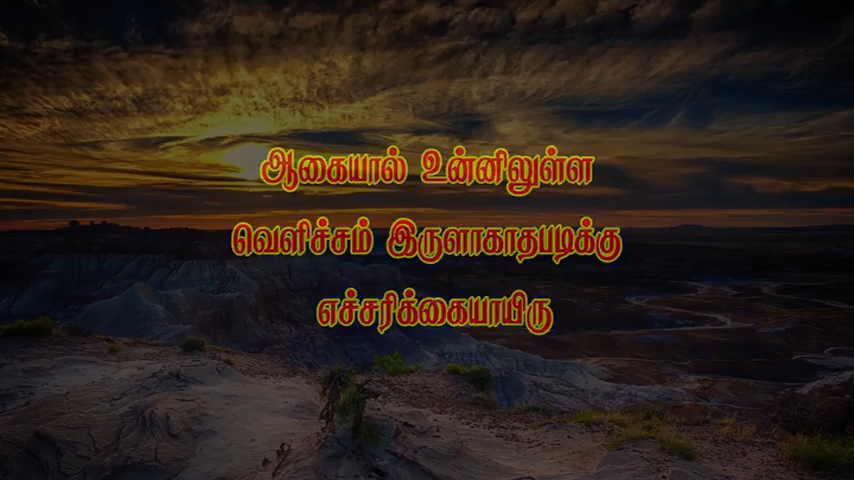 ஆகையால் உன்னிலுள்ள
வெளிச்சம் இருளாகாதபடிக்கு
எச்சரிக்கையாயிரு